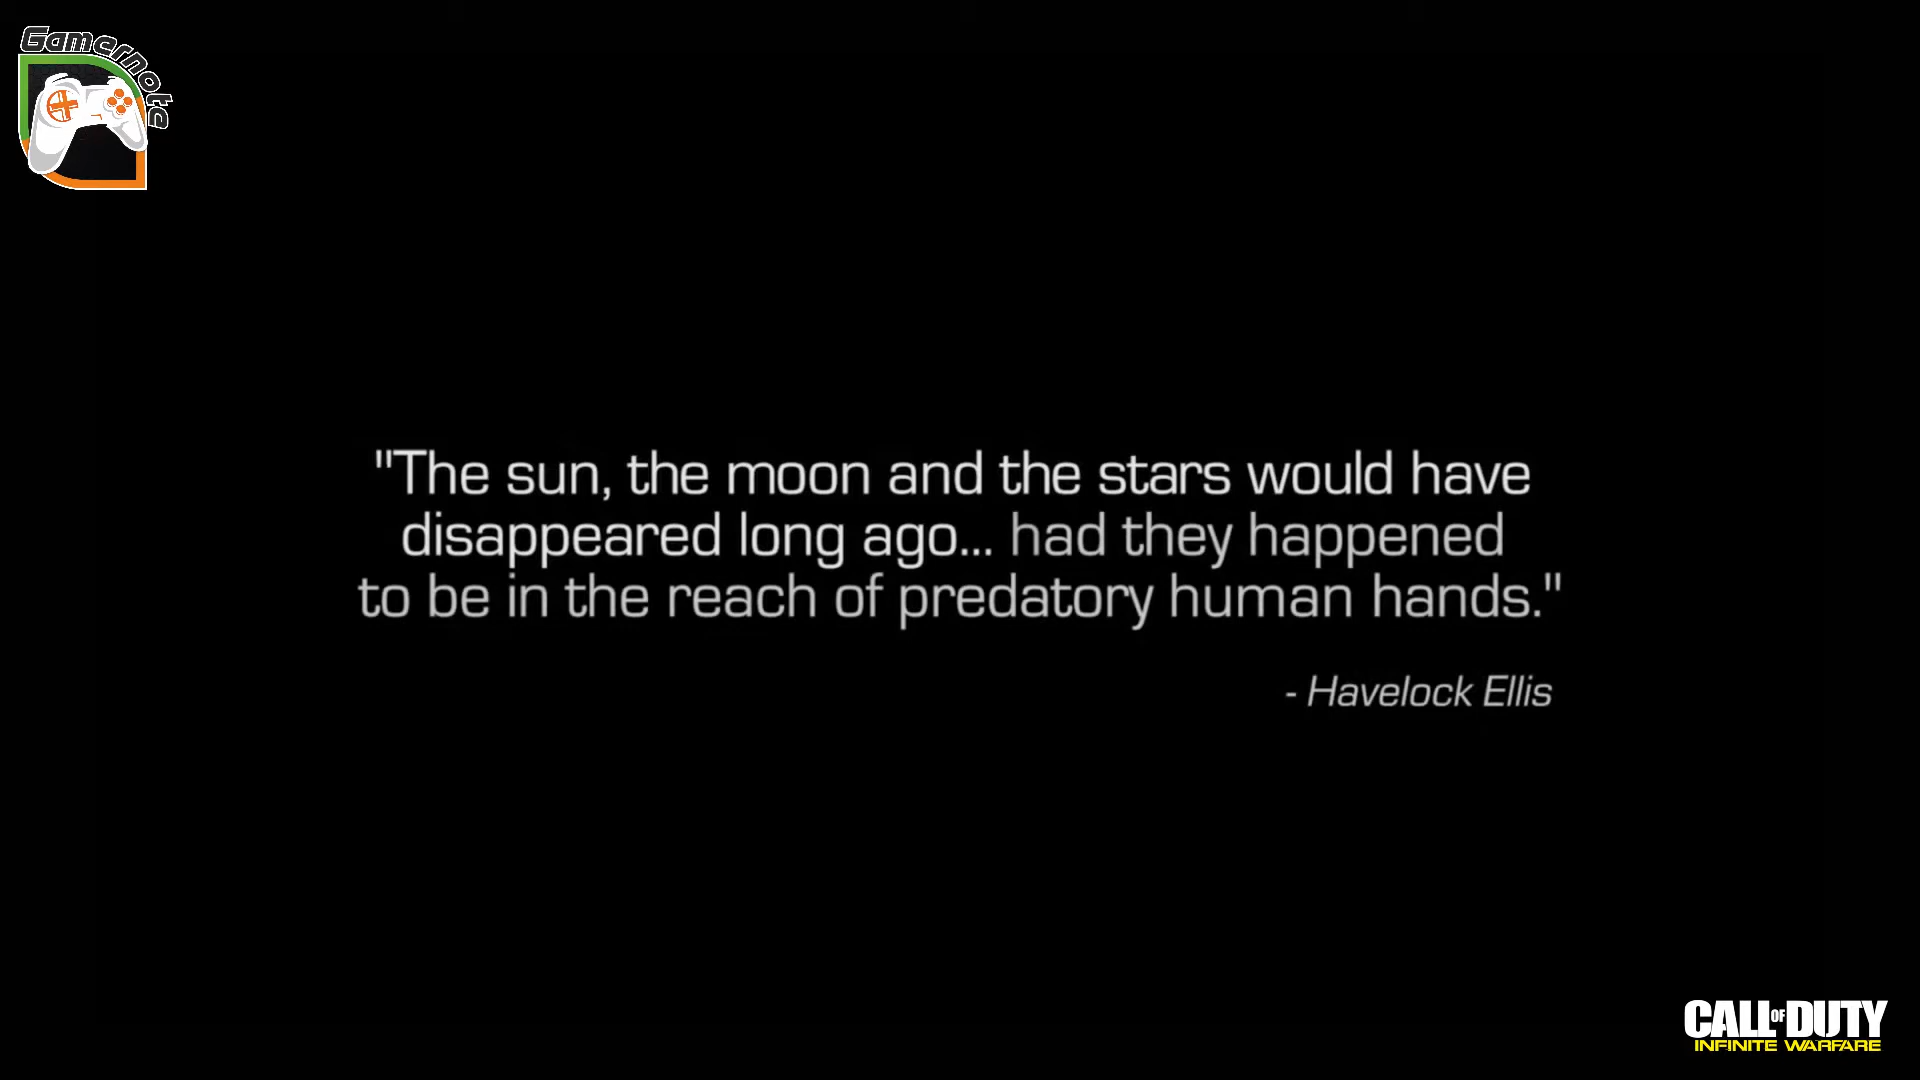 Gamernote
"The sun, the moon and the stars would have
disappeared long ago... had they happened
to be in the reach of predatory human hands."
- Havelock Ellis
CALL OF DUTY
INFINITE WARFARE